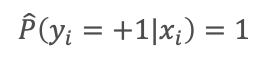 P̂(yᵢ = +1|xᵢ) = 1